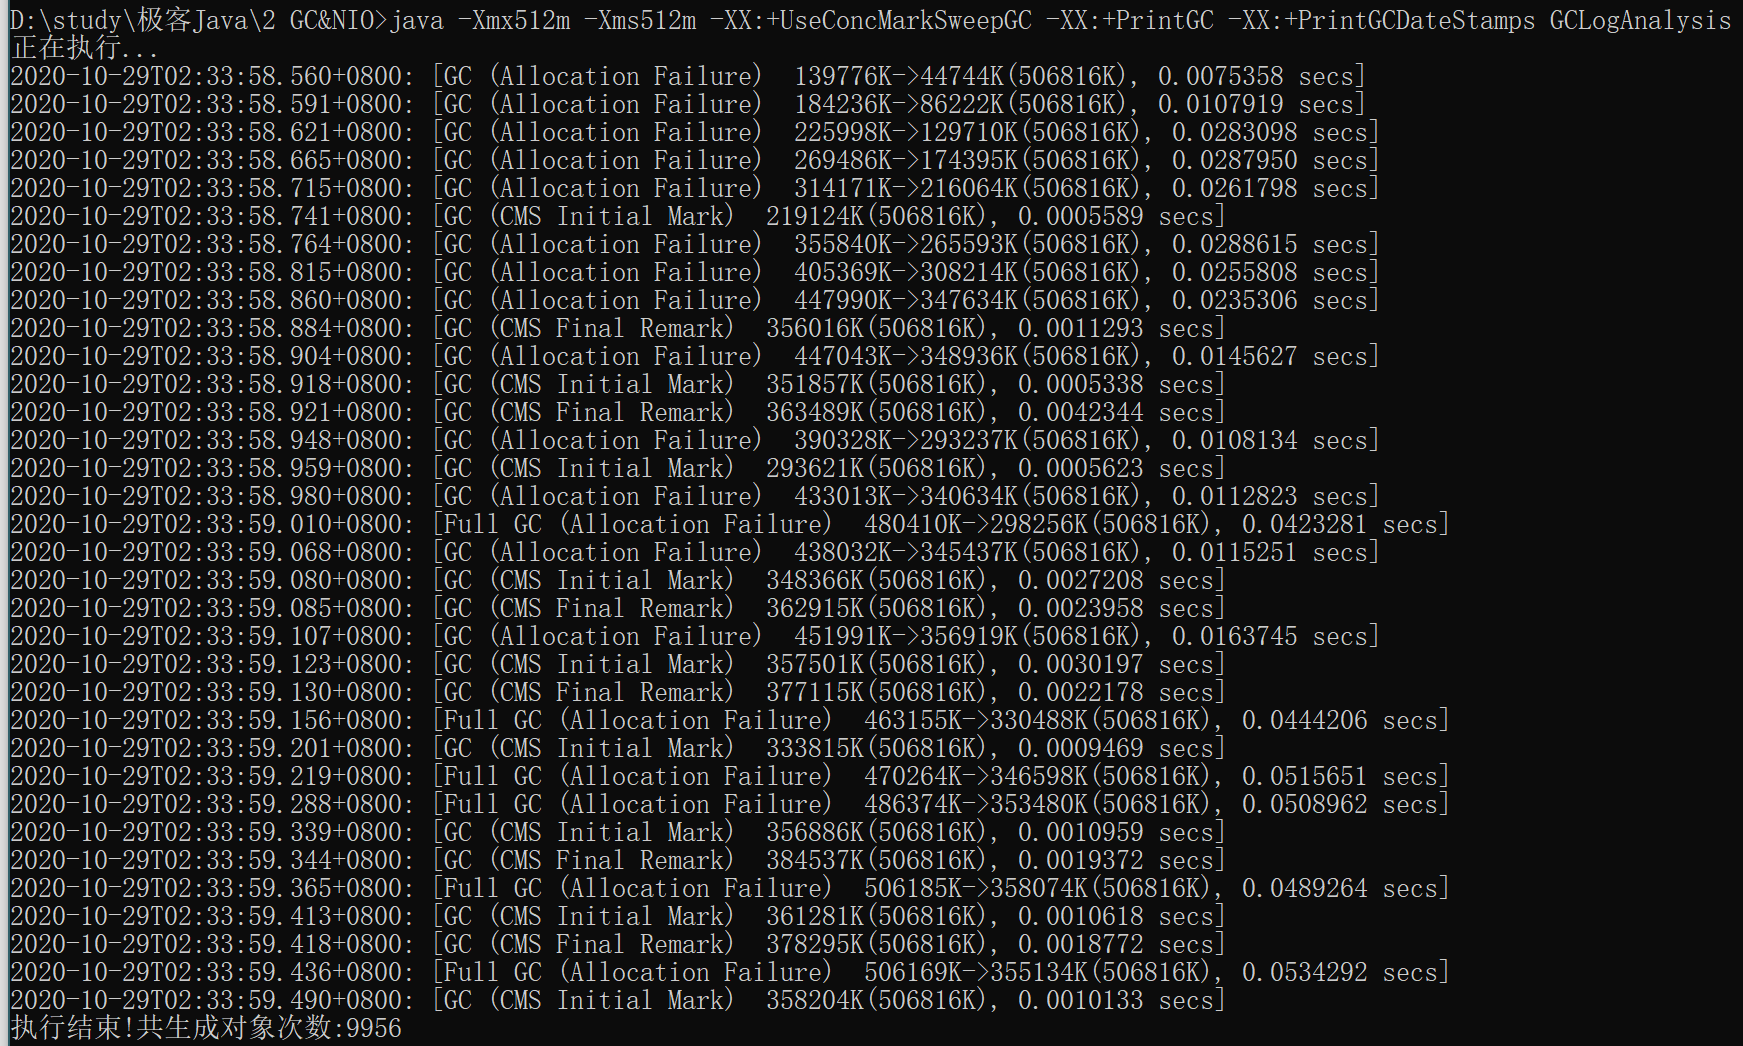 D:\study\极客Java\2 GC&NIO>java -Xmx512m -Xms512m -XX:+UseConcMarkSweepGC -XX:+PrintGC -XX:+PrintGCDateStamps GCLogAnalysis
正在执行...
2020-10-29T02:33:58.560+0800: [GC (Allocation Failure)  139776K->44744K(506816K), 0.0075358 secs]
2020-10-29T02:33:58.591+0800: [GC (Allocation Failure)  184236K->86222K(506816K), 0.0107919 secs]
2020-10-29T02:33:58.621+0800: [GC (Allocation Failure)  225998K->129710K(506816K), 0.0283098 secs]
2020-10-29T02:33:58.665+0800: [GC (Allocation Failure)  269486K->174395K(506816K), 0.0287950 secs]
2020-10-29T02:33:58.715+0800: [GC (Allocation Failure)  314171K->216064K(506816K), 0.0261798 secs]
2020-10-29T02:33:58.741+0800: [GC (CMS Initial Mark)  219124K(506816K), 0.0005589 secs]
2020-10-29T02:33:58.764+0800: [GC (Allocation Failure)  355840K->265593K(506816K), 0.0288615 secs]
2020-10-29T02:33:58.815+0800: [GC (Allocation Failure)  405369K->308214K(506816K), 0.0255808 secs]
2020-10-29T02:33:58.860+0800: [GC (Allocation Failure)  447990K->347634K(506816K), 0.0235306 secs]
2020-10-29T02:33:58.884+0800: [GC (CMS Final Remark)  356016K(506816K), 0.0011293 secs]
2020-10-29T02:33:58.904+0800: [GC (Allocation Failure)  447043K->348936K(506816K), 0.0145627 secs]
2020-10-29T02:33:58.918+0800: [GC (CMS Initial Mark)  351857K(506816K), 0.0005338 secs]
2020-10-29T02:33:58.921+0800: [GC (CMS Final Remark)  363489K(506816K), 0.0042344 secs]
2020-10-29T02:33:58.948+0800: [GC (Allocation Failure)  390328K->293237K(506816K), 0.0108134 secs]
2020-10-29T02:33:58.959+0800: [GC (CMS Initial Mark)  293621K(506816K), 0.0005623 secs]
2020-10-29T02:33:58.980+0800: [GC (Allocation Failure)  433013K->340634K(506816K), 0.0112823 secs]
2020-10-29T02:33:59.010+0800: [Full GC (Allocation Failure)  480410K->298256K(506816K), 0.0423281 secs]
2020-10-29T02:33:59.068+0800: [GC (Allocation Failure)  438032K->345437K(506816K), 0.0115251 secs]
2020-10-29T02:33:59.080+0800: [GC (CMS Initial Mark)  348366K(506816K), 0.0027208 secs]
2020-10-29T02:33:59.085+0800: [GC (CMS Final Remark)  362915K(506816K), 0.0023958 secs]
2020-10-29T02:33:59.107+0800: [GC (Allocation Failure)  451991K->356919K(506816K), 0.0163745 secs]
2020-10-29T02:33:59.123+0800: [GC (CMS Initial Mark)  357501K(506816K), 0.0030197 secs]
2020-10-29T02:33:59.130+0800: [GC (CMS Final Remark)  377115K(506816K), 0.0022178 secs]
2020-10-29T02:33:59.156+0800: [Full GC (Allocation Failure)  463155K->330488K(506816K), 0.0444206 secs]
2020-10-29T02:33:59.201+0800: [GC (CMS Initial Mark)  333815K(506816K), 0.0009469 secs]
2020-10-29T02:33:59.219+0800: [Full GC (Allocation Failure)  470264K->346598K(506816K), 0.0515651 secs]
2020-10-29T02:33:59.288+0800: [Full GC (Allocation Failure)  486374K->353480K(506816K), 0.0508962 secs]
2020-10-29T02:33:59.339+0800: [GC (CMS Initial Mark)  356886K(506816K), 0.0010959 secs]
2020-10-29T02:33:59.344+0800: [GC (CMS Final Remark)  384537K(506816K), 0.0019372 secs]
2020-10-29T02:33:59.365+0800: [Full GC (Allocation Failure)  506185K->358074K(506816K), 0.0489264 secs]
2020-10-29T02:33:59.413+0800: [GC (CMS Initial Mark)  361281K(506816K), 0.0010618 secs]
2020-10-29T02:33:59.418+0800: [GC (CMS Final Remark)  378295K(506816K), 0.0018772 secs]
2020-10-29T02:33:59.436+0800: [Full GC (Allocation Failure)  506169K->355134K(506816K), 0.0534292 secs]
2020-10-29T02:33:59.490+0800: [GC (CMS Initial Mark)  358204K(506816K), 0.0010133 secs]
执行结束!共生成对象次数:9956